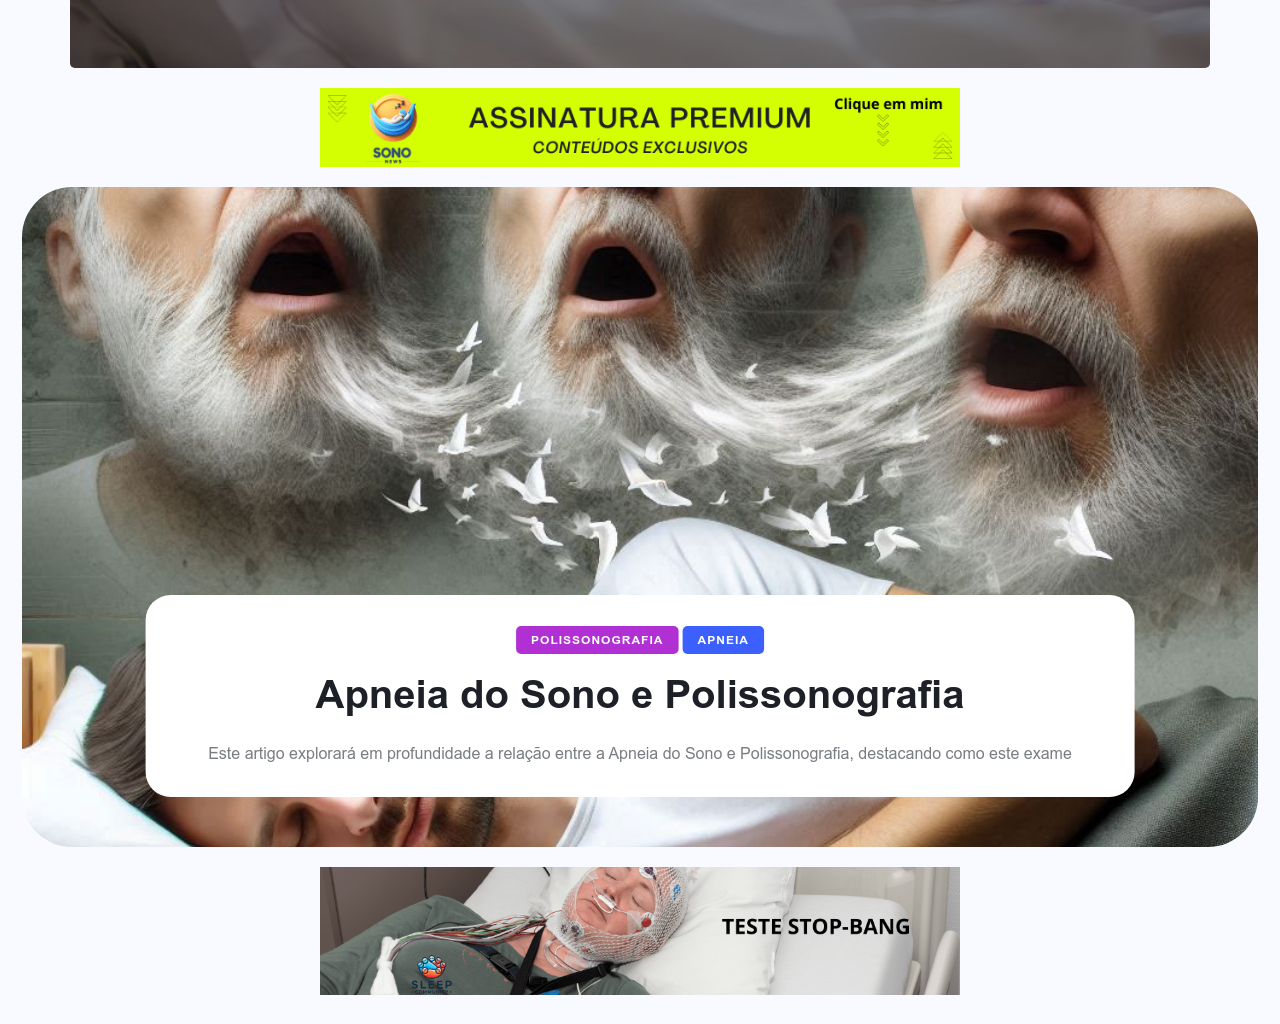 Clique em mim
ASSINATURA PREMIUM
CONTEÚDOS EXCLUSIVOS
SONO
NEWS
POLISSONOGRAFIA
APNEIA
Apneia do Sono e Polissonografia
Este artigo explorará em profundidade a relação entre a Apneia do Sono e Polissonografia, destacando como este exame
TESTE STOP-BANG
SLEEP